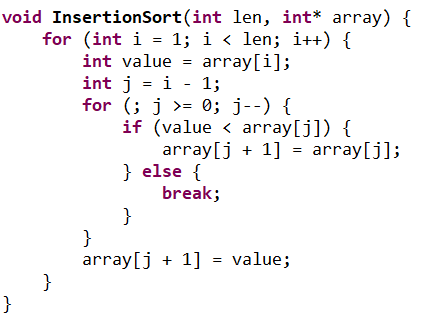 void InsertionSort(int len, int* array) {
    for (int i = 1; i < len; i++) {
        int value = array[i];
        int j = i - 1;
        for (; j >= 0; j--) {
            if (value < array[j]) {
                array[j + 1] = array[j];
            } else {
                break;
            }
        }
        array[j + 1] = value;
    }
}